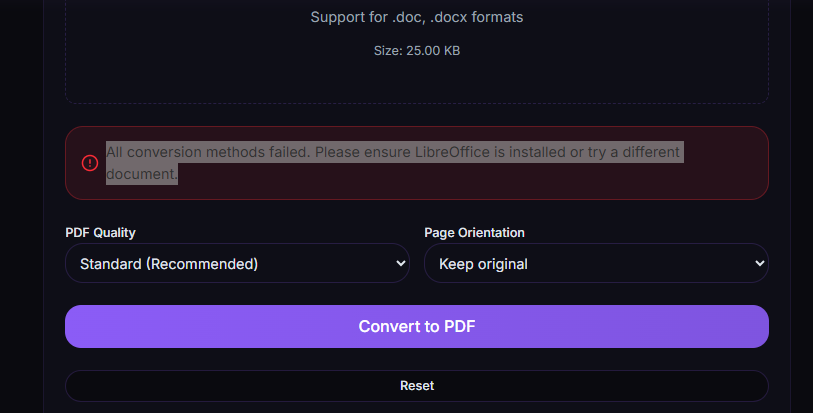 Support for .doc, .docx formats
Size: 25.00 KB
All conversion methods failed. Please ensure LibreOffice is installed or try a different
document.
PDF Quality
Page Orientation
Standard (Recommended)
Keep original
Convert to PDF
Reset